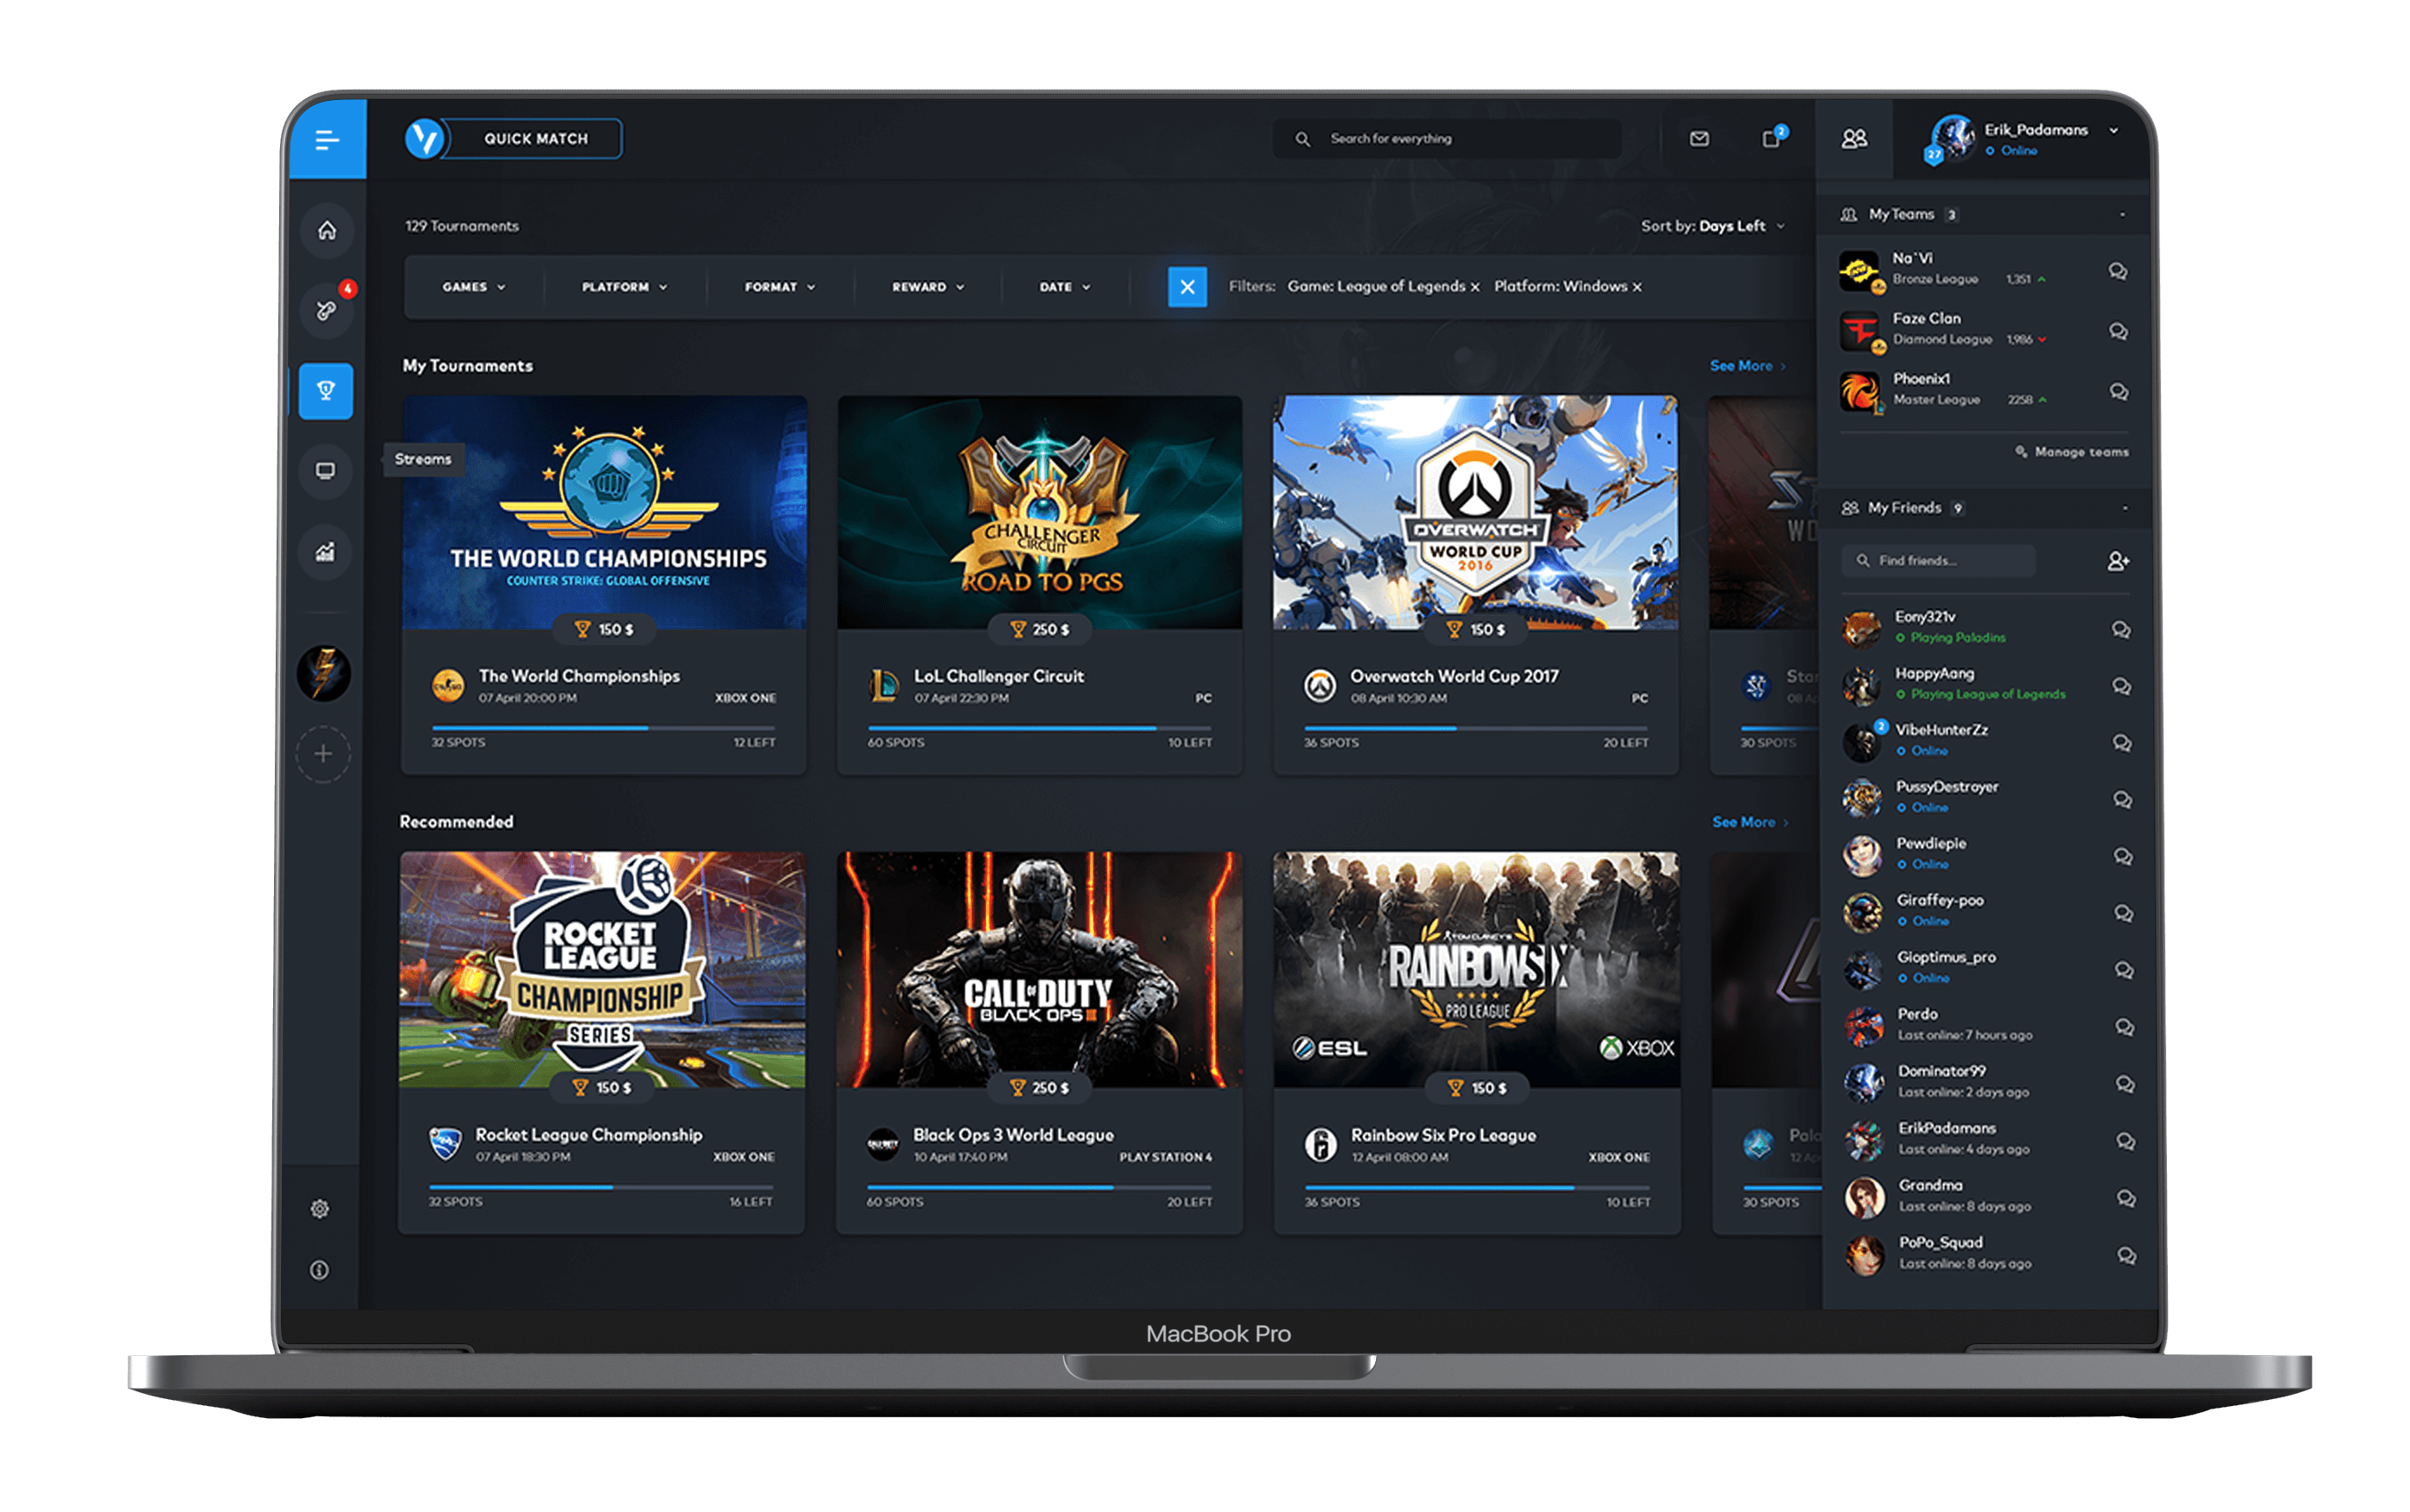 QUICK MATCH
Search for everything
2
27
Erik_Padamans
Online
129 Tournaments
Sort by: Days Left
GAMES
PLATFORM
FORMAT
REWARD
DATE
Filters: Game: League of Legends × Platform: Windows ×
4
Streams
My Tournaments
See More
THE WORLD CHAMPIONSHIPS
COUNTER STRIKE: GLOBAL OFFENSIVE
150 $
The World Championships
07 April 20:00 PM
XBOX ONE
32 SPOTS
12 LEFT
CHALLENGER
CIRCUIT
ROAD TO PGS
250 $
LoL Challenger Circuit
07 April 22:30 PM
PC
60 SPOTS
10 LEFT
OVERWATCH
WORLD CUP
2016
150 $
Overwatch World Cup 2017
08 April 10:30 AM
PC
36 SPOTS
20 LEFT
30 SPOTS
Recommended
See More
ROCKET
LEAGUE
CHAMPIONSHIP
SERIES
150 $
Rocket League Championship
07 April 18:30 PM
XBOX ONE
32 SPOTS
16 LEFT
CALL OF DUTY
BLACK OPS III
250 $
Black Ops 3 World League
10 April 17:40 PM
PLAY STATION 4
60 SPOTS
20 LEFT
TOM CLANCY'S
RAINBOW SIX
PRO LEAGUE
ESL
XBOX
150 $
Rainbow Six Pro League
12 April 08:00 AM
XBOX ONE
36 SPOTS
10 LEFT
30 SPOTS
My Teams 3
-
Na`Vi
Bronze League 1,351
Faze Clan
Diamond League 1,986
Phoenix1
Master League 2258
Manage teams
My Friends 9
-
Find friends...
Eony321v
Playing Paladins
HappyAang
Playing League of Legends
2
VibeHunterZz
Online
PussyDestroyer
Online
Pewdiepie
Online
Giraffey-poo
Online
Gioptimus_pro
Online
Perdo
Last online: 7 hours ago
Dominator99
Last online: 2 days ago
ErikPadamans
Last online: 4 days ago
Grandma
Last online: 8 days ago
PoPo_Squad
Last online: 8 days ago
MacBook Pro